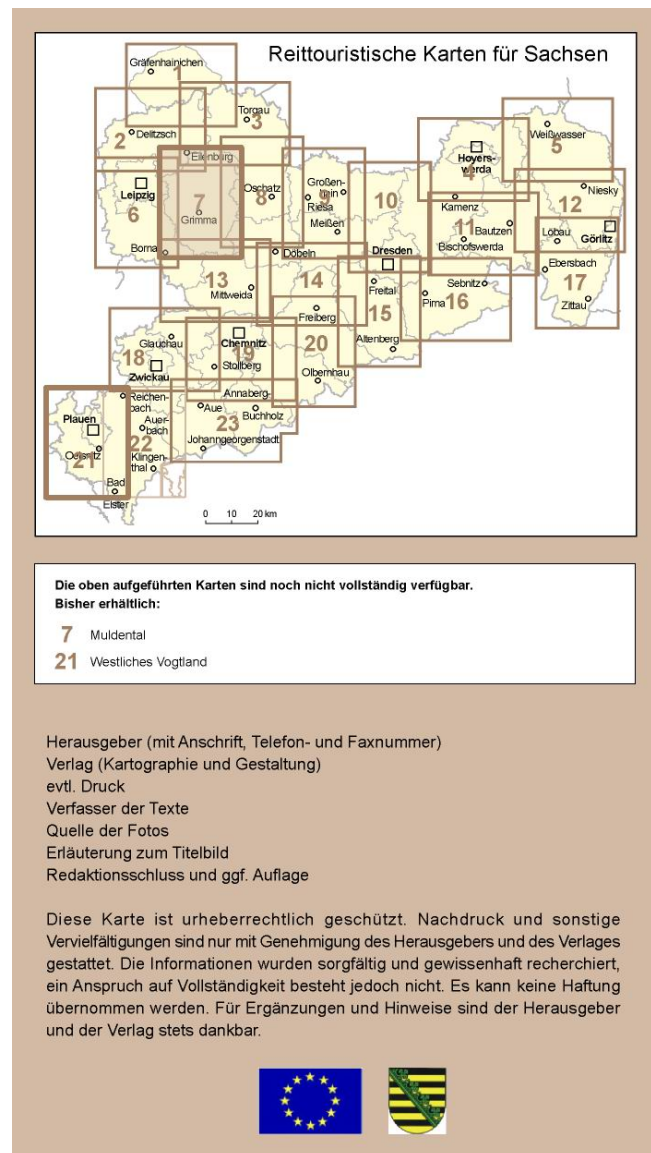 Reittouristische Karten für Sachsen
Gräfenhainichen
1
Torgau
3
2
Delitzsch
Eilenburg
Weißwasser
5
Hoyers-
werda
4
Leipzig
6
7
Grimma
Oschatz
8
Großen-
hain
9
Riesa
Meißen
10
Kamenz
11
Bautzen
Bischofswerda
Niesky
12
Löbau
Görlitz
Borna
Döbeln
Dresden
Ebersbach
17
Zittau
13
Mittweida
14
Freiberg
Freital
15
Pirna
Sebnitz
16
Altenberg
Glauchau
18
Zwickau
Chemnitz
19
Stollberg
20
Olbernhau
Reichen-
bach
Annaberg-
Buchholz
Aue
23
Johanngeorgenstadt
Plauen
Oelsnitz
21
Auer-
bach
22
Klingen-
thal
Bad
Elster
0 10 20 km
Die oben aufgeführten Karten sind noch nicht vollständig verfügbar.
Bisher erhältlich:
7 Muldental
21 Westliches Vogtland
Herausgeber (mit Anschrift, Telefon- und Faxnummer)
Verlag (Kartographie und Gestaltung)
evtl. Druck
Verfasser der Texte
Quelle der Fotos
Erläuterung zum Titelbild
Redaktionsschluss und ggf. Auflage
Diese Karte ist urheberrechtlich geschützt. Nachdruck und sonstige
Vervielfältigungen sind nur mit Genehmigung des Herausgebers und des Verlages
gestattet. Die Informationen wurden sorgfältig und gewissenhaft recherchiert,
ein Anspruch auf Vollständigkeit besteht jedoch nicht. Es kann keine Haftung
übernommen werden. Für Ergänzungen und Hinweise sind der Herausgeber
und der Verlag stets dankbar.